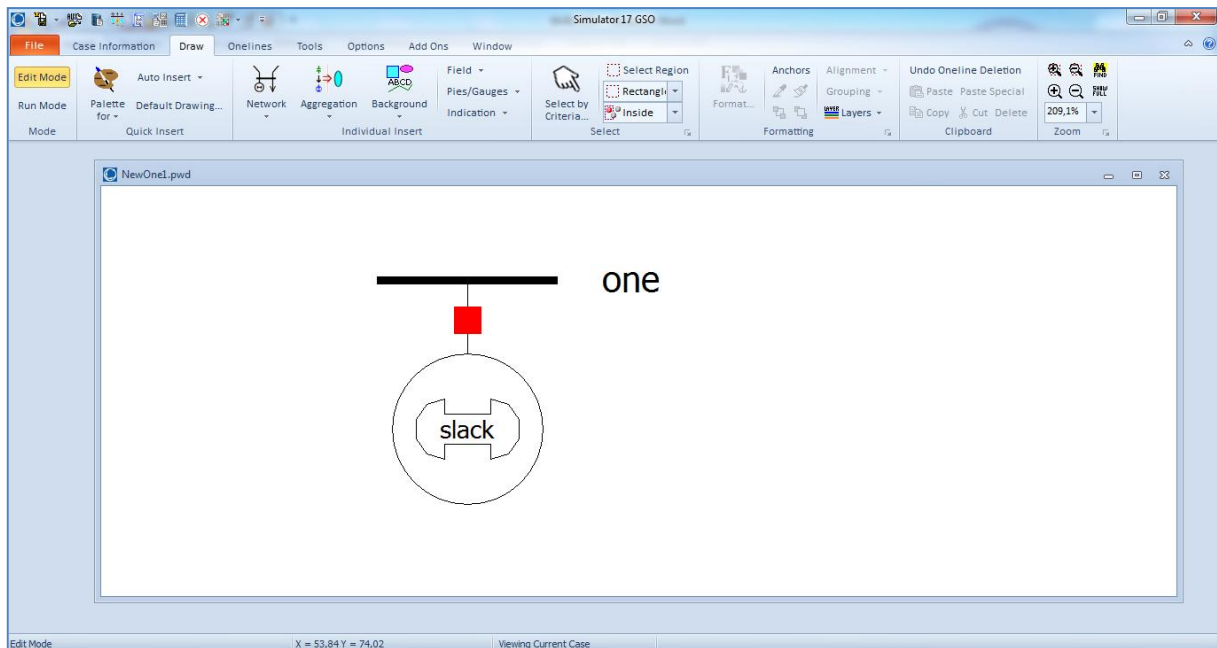 Simulator 17 GSO
File Case Information Draw Onelines Tools Options Add Ons Window
Edit Mode
Run Mode
Mode
Palette for
Auto Insert
Default Drawing...
Quick Insert
Network
Aggregation
ABCD
Background
Field
Pies/Gauges
Indication
Individual Insert
Select by Criteria...
Select Region
Rectangle
Inside
Select
Format...
Anchors
Alignment
Grouping
Layers
Formatting
Undo Oneline Deletion
Paste Paste Special
Copy Cut Delete
Clipboard
FIND
209,1%
Zoom
NewOne1.pwd
one
slack
Edit Mode X = 53,84 Y = 74,02 Viewing Current Case